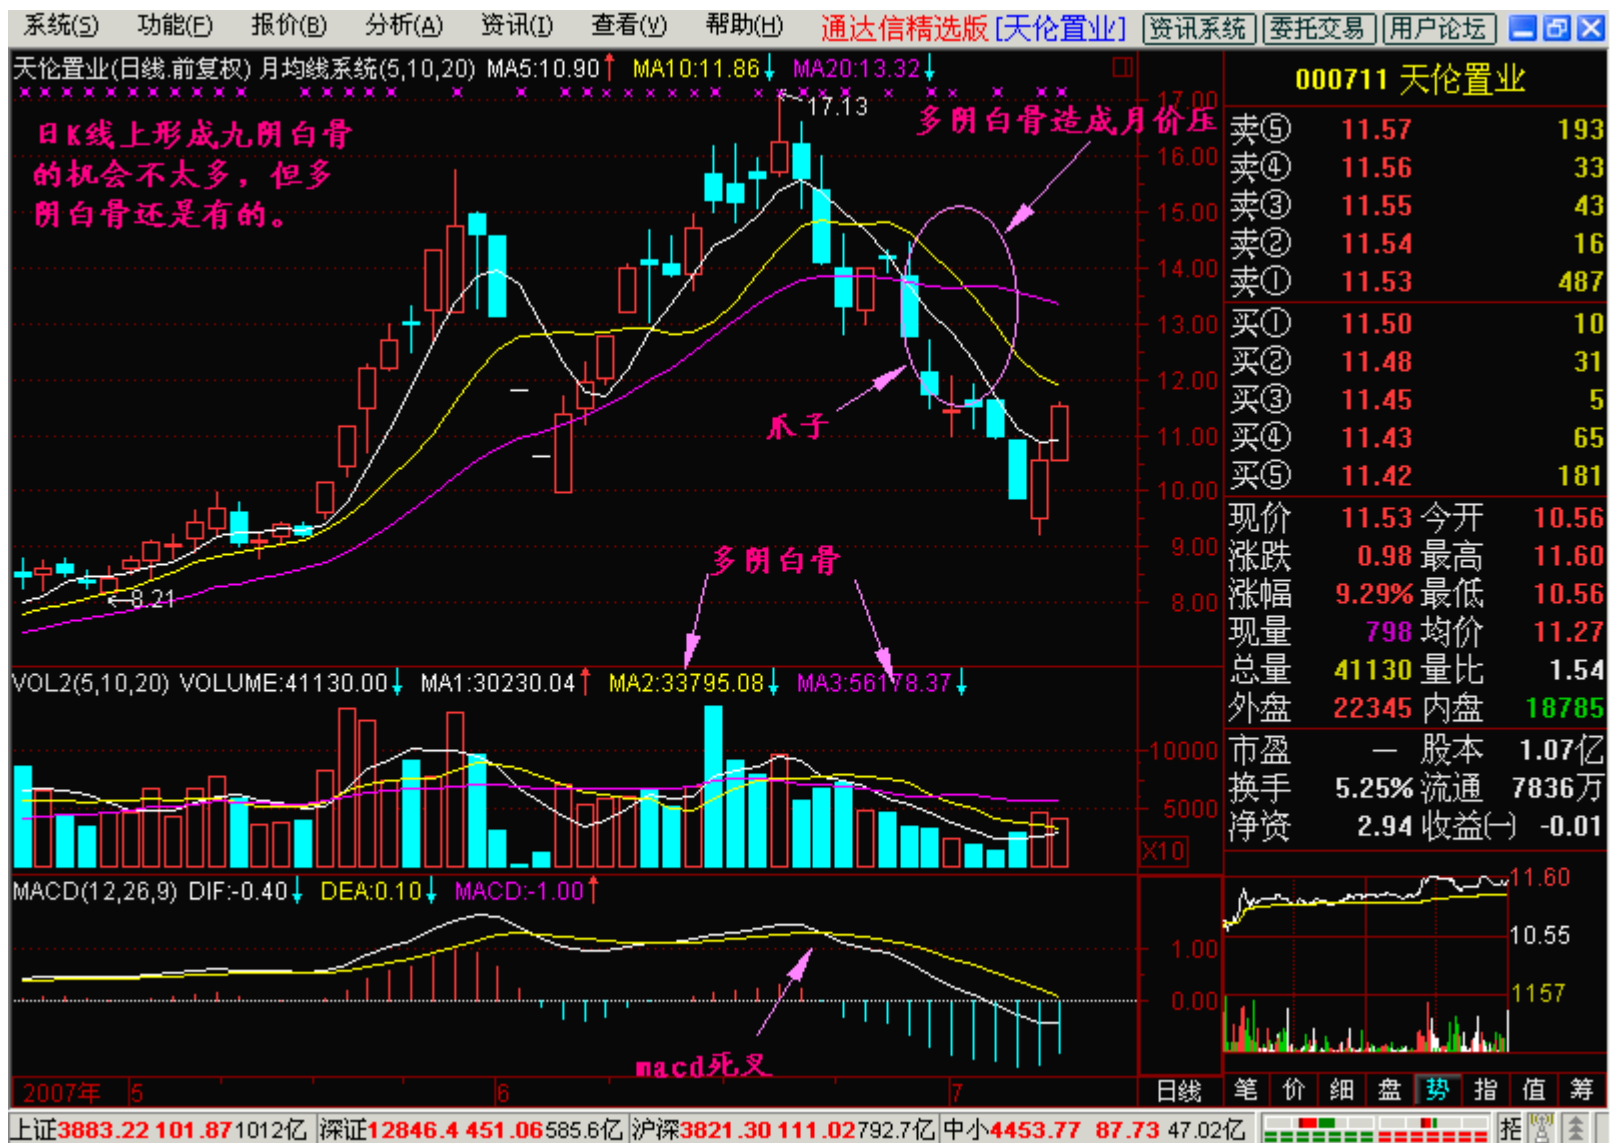 系统(S) 功能(F) 报价(B) 分析(A) 资讯(I) 查看(V) 帮助(H) 通达信精选版 [天伦置业] 资讯系统 委托交易 用户论坛
天伦置业(日线.前复权) 月均线系统(5,10,20) MA5:10.90↑ MA10:11.86↓ MA20:13.32↓
17.13
日K线上形成九阴白骨
的机会不太多，但多
阴白骨还是有的。
多阴白骨造成月价压
爪子
多阴白骨
←8.21
17.00
16.00
15.00
14.00
13.00
12.00
11.00
10.00
9.00
8.00
VOL2(5,10,20) VOLUME:41130.00↓ MA1:30230.04↑ MA2:33795.08↓ MA3:56178.37↓
10000
5000
X10
MACD(12,26,9) DIF:-0.40↓ DEA:0.10↓ MACD:-1.00↑
1.00
0.00
macd死叉
2007年 5 6 7 日线
000711 天伦置业
卖⑤ 11.57 193
卖④ 11.56 33
卖③ 11.55 43
卖② 11.54 16
卖① 11.53 487
买① 11.50 10
买② 11.48 31
买③ 11.45 5
买④ 11.43 65
买⑤ 11.42 181
现价 11.53 今开 10.56
涨跌 0.98 最高 11.60
涨幅 9.29% 最低 10.56
现量 798 均价 11.27
总量 41130 量比 1.54
外盘 22345 内盘 18785
市盈 — 股本 1.07亿
换手 5.25% 流通 7836万
净资 2.94 收益(一) -0.01
11.60
10.55
1157
笔 价 细 盘 势 指 值 筹
上证3883.22 101.87 1012亿 深证12846.4 451.06 585.6亿 沪深3821.30 111.02 792.7亿 中小4453.77 87.73 47.02亿